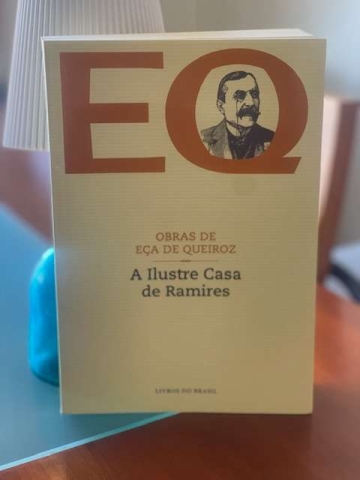 EQ
OBRAS DE
EÇA DE QUEIROZ
A Ilustre Casa
de Ramires
LIVROS DO BRASIL